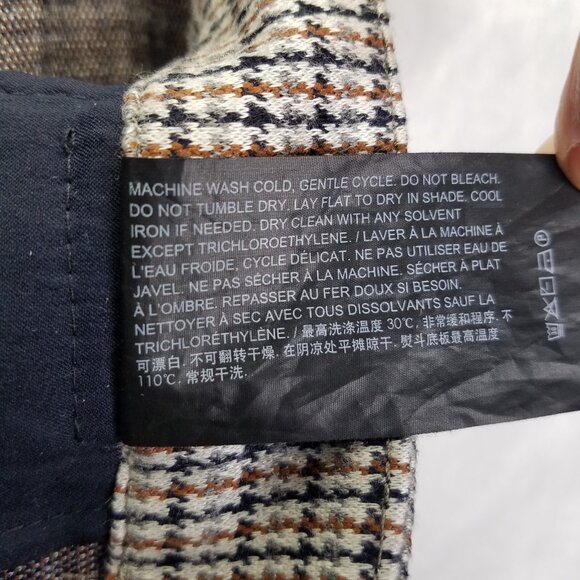 MACHINE WASH COLD, GENTLE CYCLE. DO NOT BLEACH.
DO NOT TUMBLE DRY. LAY FLAT TO DRY IN SHADE. COOL
IRON IF NEEDED. DRY CLEAN WITH ANY SOLVENT
EXCEPT TRICHLOROETHYLENE. / LAVER À LA MACHINE À
L'EAU FROIDE, CYCLE DÉLICAT. NE PAS UTILISER EAU DE
JAVEL. NE PAS SÉCHER À LA MACHINE. SÉCHER À PLAT
À L'OMBRE. REPASSER AU FER DOUX SI BESOIN.
NETTOYER À SEC AVEC TOUS DISSOLVANTS SAUF LA
TRICHLORÉTHYLÈNE. / 最高洗涤温度 30℃, 非常缓和程序. 不
可漂白. 不可翻转干燥. 在阴凉处平摊晾干. 熨斗底板最高温度
110℃. 常规干洗.